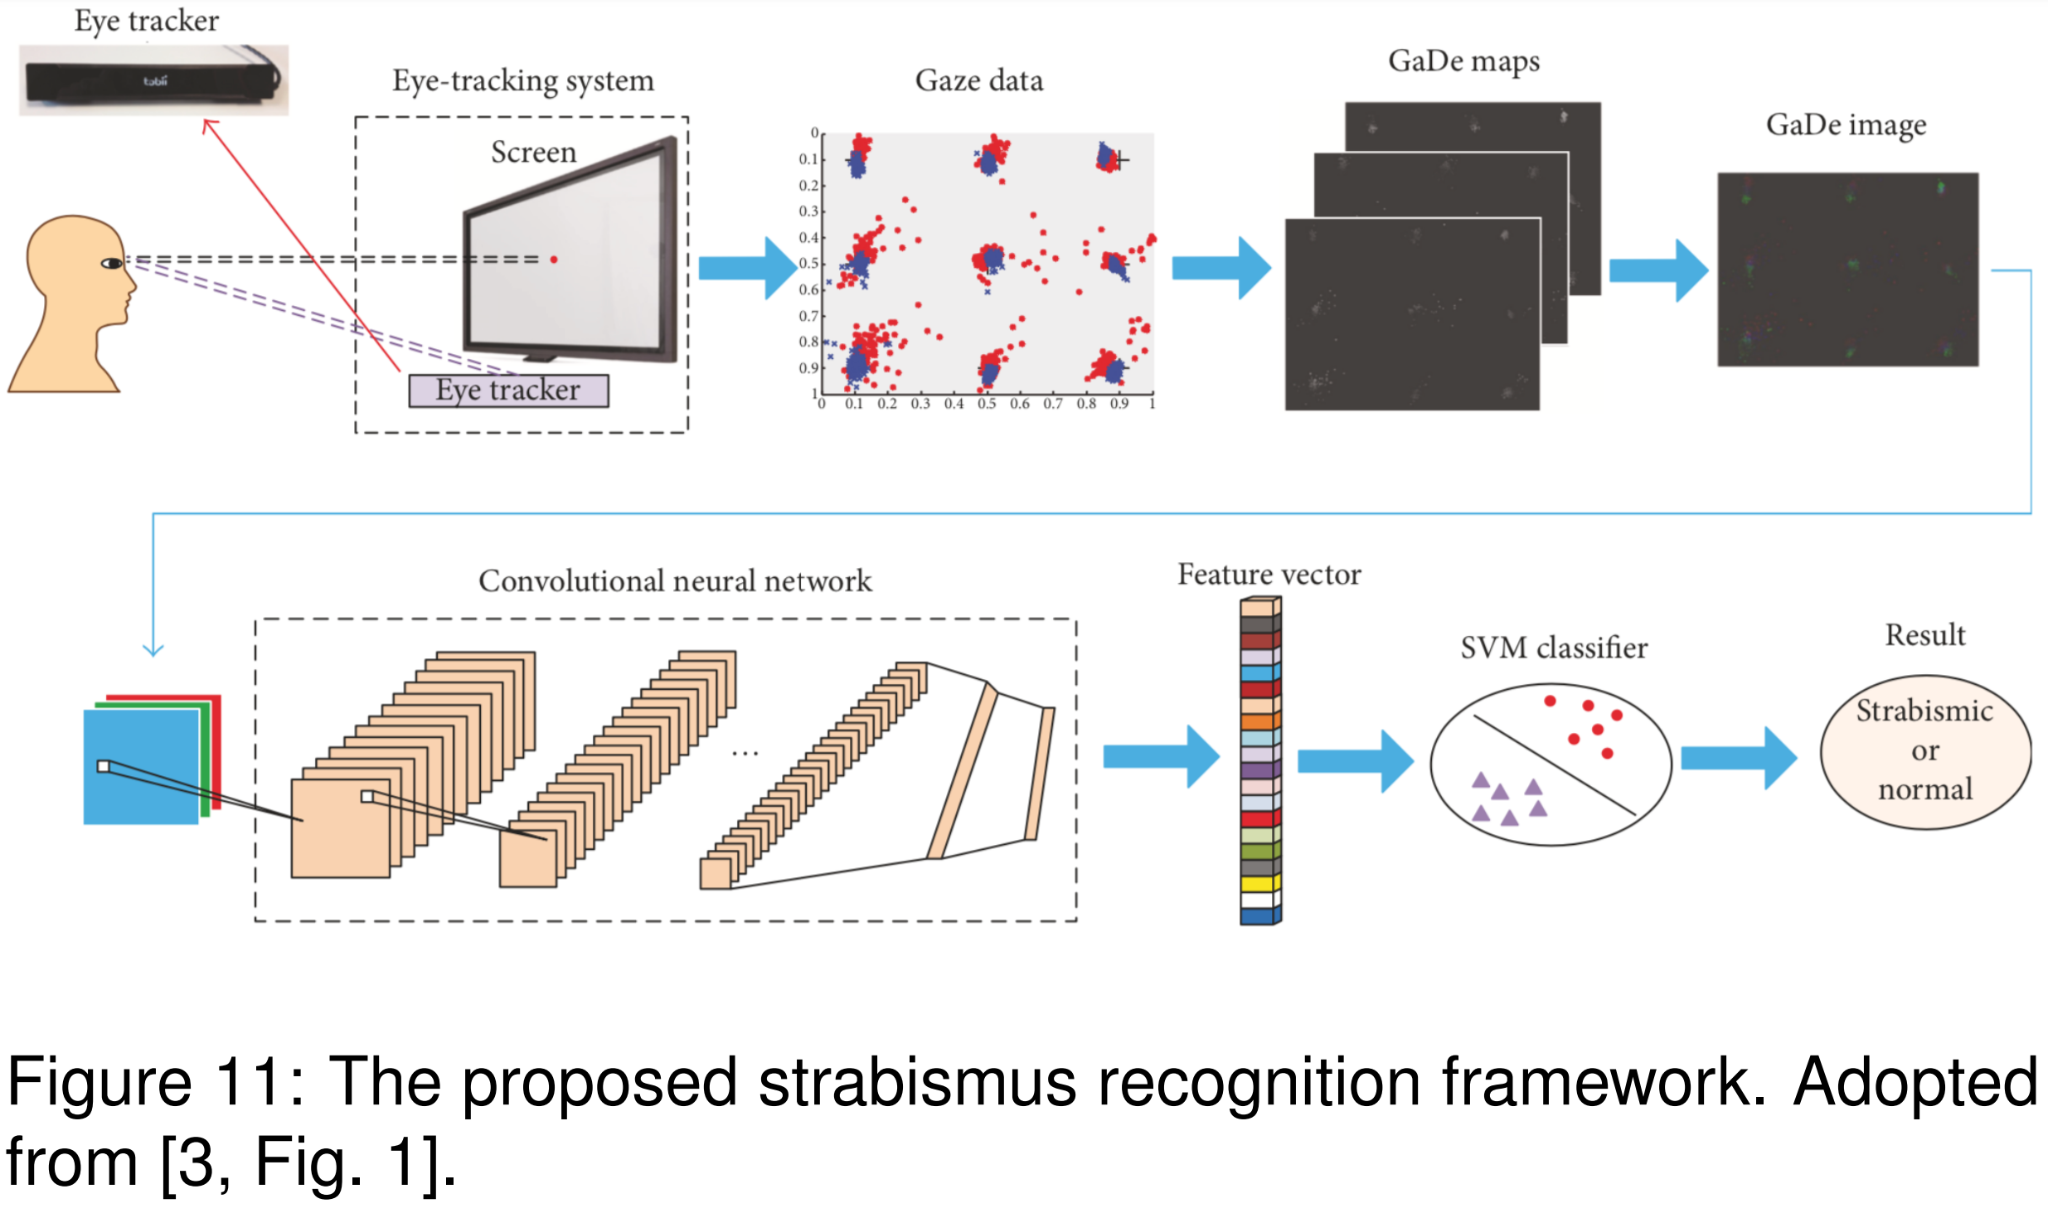 Eye tracker
tobii
Eye-tracking system
Screen
Eye tracker
Gaze data
0
0.1
0.2
0.3
0.4
0.5
0.6
0.7
0.8
0.9
1
0 0.1 0.2 0.3 0.4 0.5 0.6 0.7 0.8 0.9 1
GaDe maps
GaDe image
Convolutional neural network
...
Feature vector
SVM classifier
Result
Strabismic
or
normal
Figure 11: The proposed strabismus recognition framework. Adopted
from [3, Fig. 1].